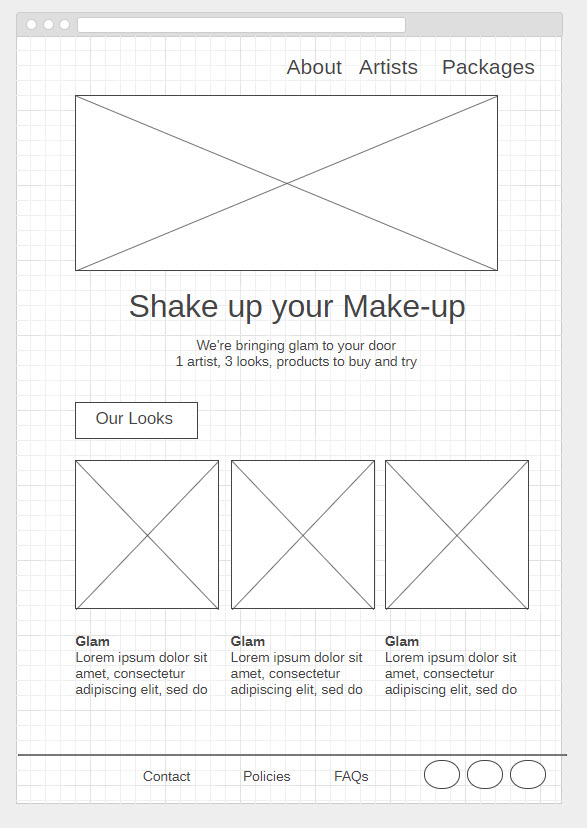 About Artists Packages
Shake up your Make-up
We're bringing glam to your door
1 artist, 3 looks, products to buy and try
Our Looks
Glam
Lorem ipsum dolor sit
amet, consectetur
adipiscing elit, sed do
Glam
Lorem ipsum dolor sit
amet, consectetur
adipiscing elit, sed do
Glam
Lorem ipsum dolor sit
amet, consectetur
adipiscing elit, sed do
Contact Policies FAQs